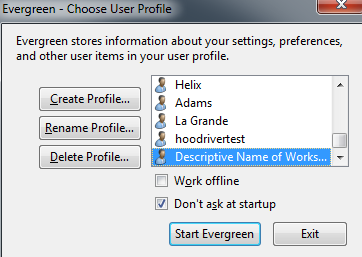 Evergreen - Choose User Profile
Evergreen stores information about your settings, preferences,
and other user items in your user profile.
Create Profile...
Rename Profile...
Delete Profile...
Helix
Adams
La Grande
hoodrivertest
Descriptive Name of Works...
Work offline
Don't ask at startup
Start Evergreen
Exit